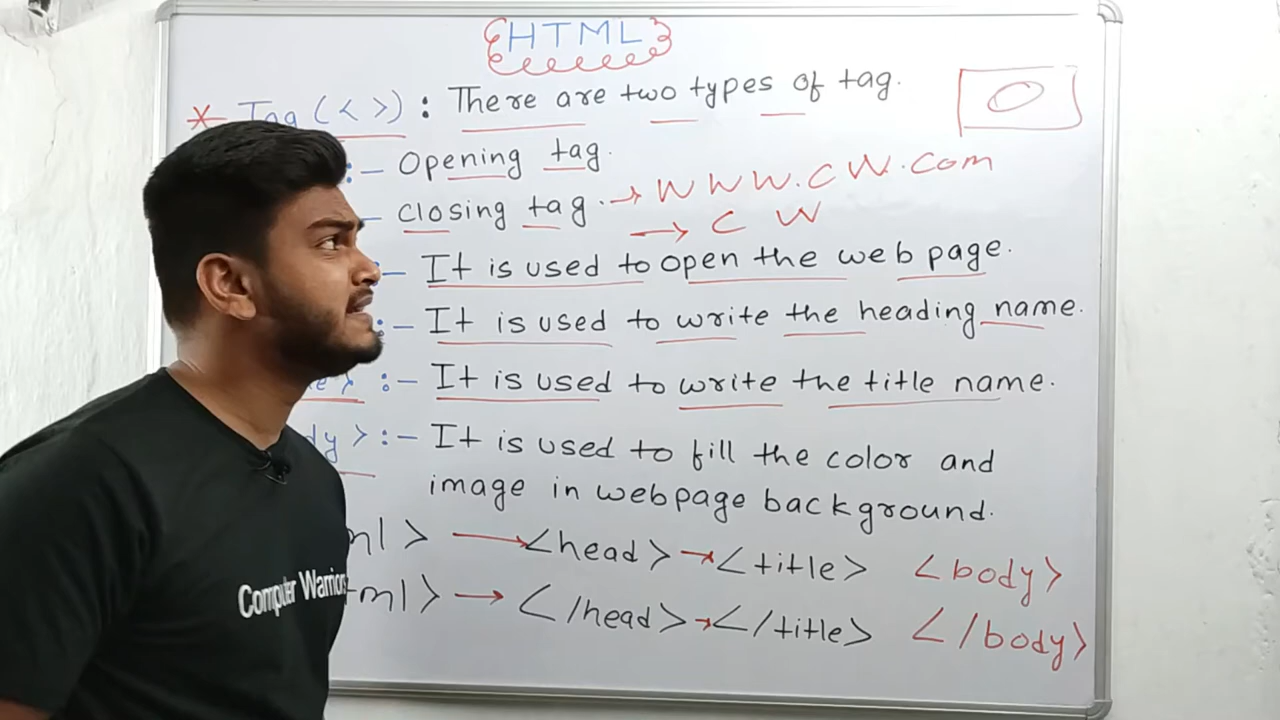 HTML
* Tag (< >) : There are two types of tag.
:- Opening tag.
- closing tag. → WWW.CW.Com
→ C W
:- It is used to open the web page.
:- It is used to write the heading name.
:- It is used to write the title name.
dy > :- It is used to fill the color and
image in webpage background.
ml > → <head> → <title> <body>
ml> → </head> → </title> </body>
Computer Warriors